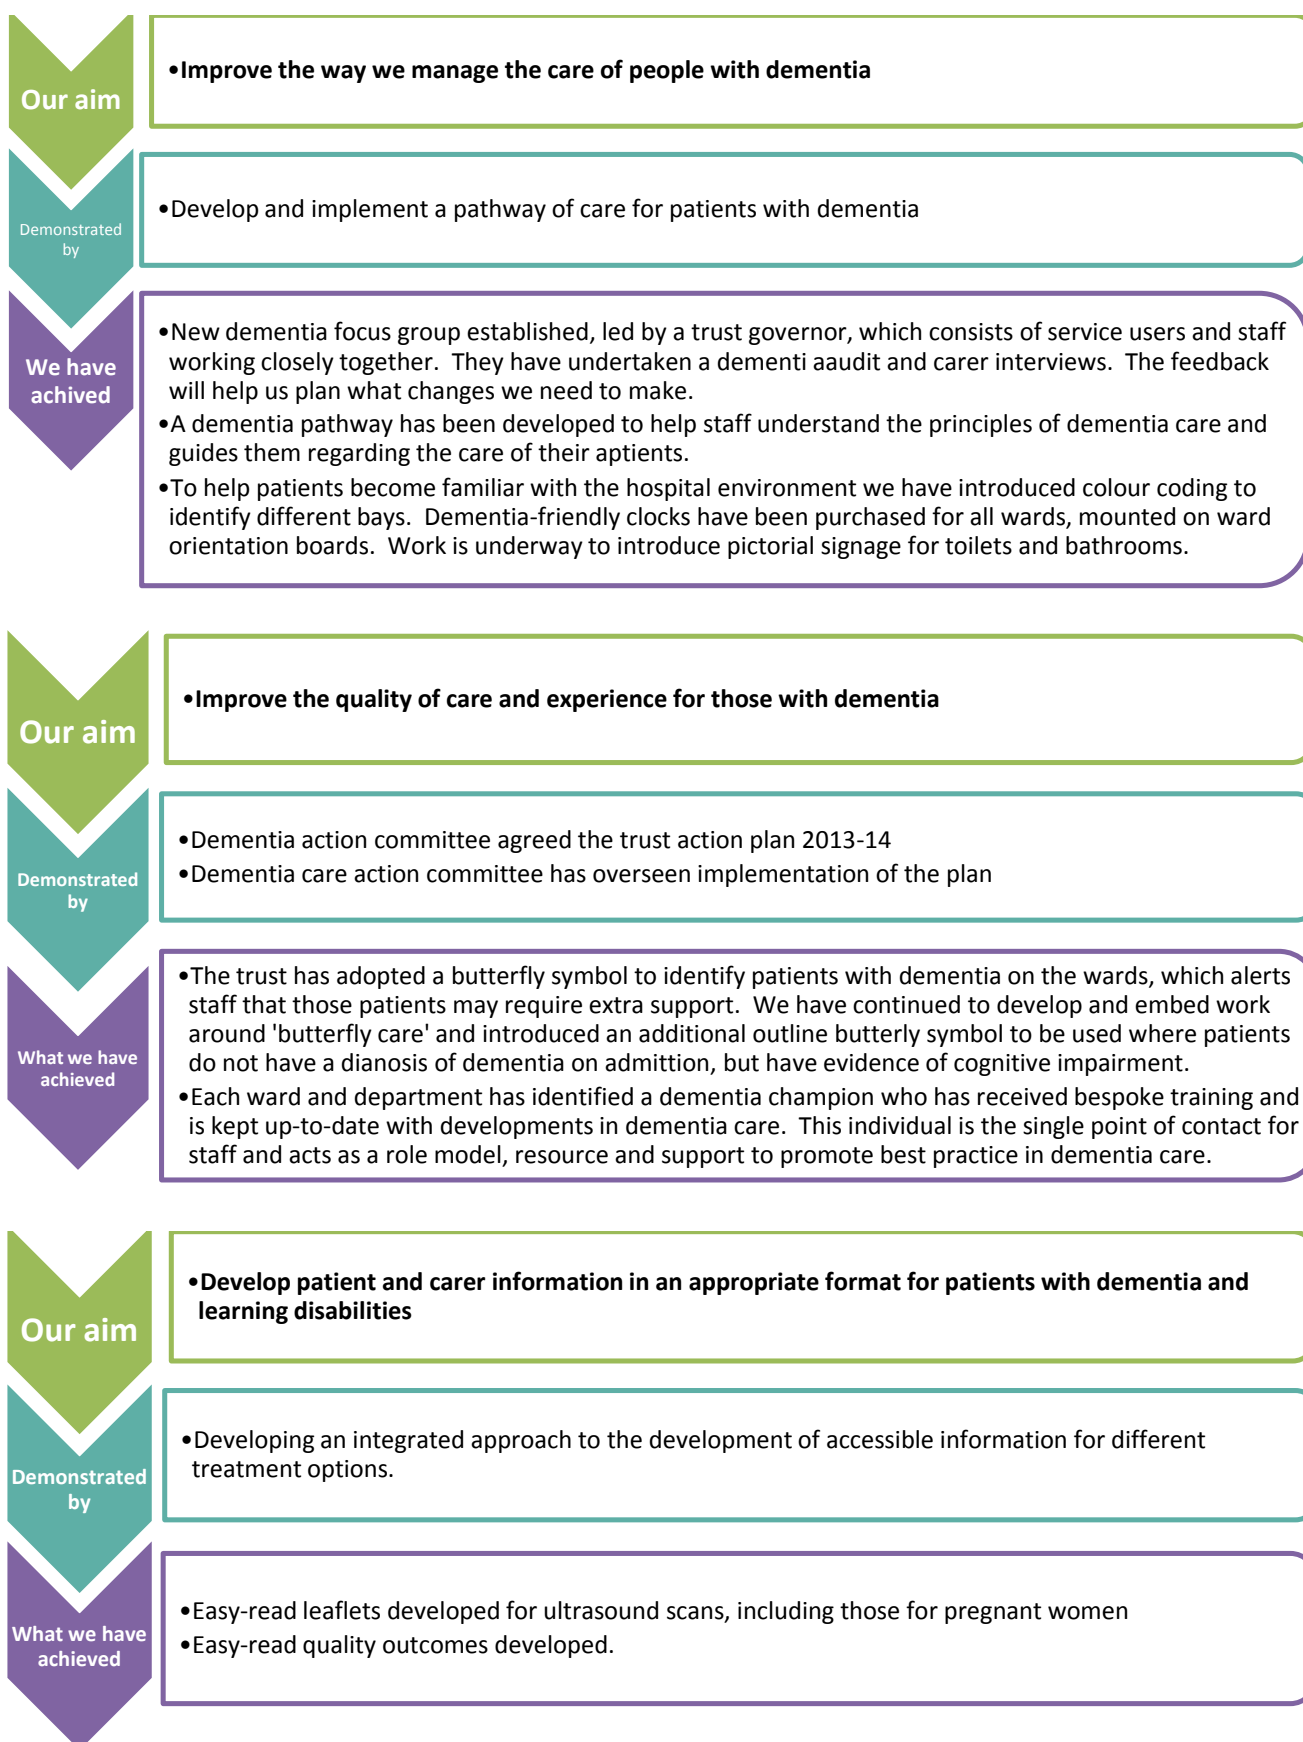 Our aim
•Improve the way we manage the care of people with dementia
Demonstrated
by
•Develop and implement a pathway of care for patients with dementia
We have
achived
•New dementia focus group established, led by a trust governor, which consists of service users and staff
working closely together.  They have undertaken a dementi aaudit and carer interviews.  The feedback
will help us plan what changes we need to make.
•A dementia pathway has been developed to help staff understand the principles of dementia care and
guides them regarding the care of their aptients.
•To help patients become familiar with the hospital environment we have introduced colour coding to
identify different bays.  Dementia-friendly clocks have been purchased for all wards, mounted on ward
orientation boards.  Work is underway to introduce pictorial signage for toilets and bathrooms.
Our aim
•Improve the quality of care and experience for those with dementia
Demonstrated
by
•Dementia action committee agreed the trust action plan 2013-14
•Dementia care action committee has overseen implementation of the plan
What we have
achieved
•The trust has adopted a butterfly symbol to identify patients with dementia on the wards, which alerts
staff that those patients may require extra support.  We have continued to develop and embed work
around 'butterfly care' and introduced an additional outline butterly symbol to be used where patients
do not have a dianosis of dementia on admittion, but have evidence of cognitive impairment.
•Each ward and department has identified a dementia champion who has received bespoke training and
is kept up-to-date with developments in dementia care.  This individual is the single point of contact for
staff and acts as a role model, resource and support to promote best practice in dementia care.
Our aim
•Develop patient and carer information in an appropriate format for patients with dementia and
learning disabilities
Demonstrated
by
•Developing an integrated approach to the development of accessible information for different
treatment options.
What we have
achieved
•Easy-read leaflets developed for ultrasound scans, including those for pregnant women
•Easy-read quality outcomes developed.